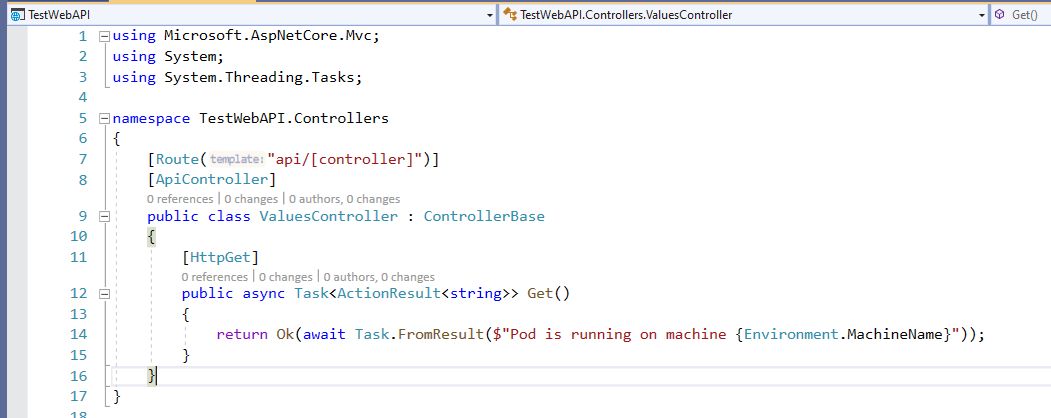 TestWebAPI TestWebAPI.Controllers.ValuesController Get()
1 using Microsoft.AspNetCore.Mvc;
2 using System;
3 using System.Threading.Tasks;
4
5 namespace TestWebAPI.Controllers
6 {
7 [Route(template:"api/[controller]")]
8 [ApiController]
0 references | 0 changes | 0 authors, 0 changes
9 public class ValuesController : ControllerBase
10 {
11 [HttpGet]
0 references | 0 changes | 0 authors, 0 changes
12 public async Task<ActionResult<string>> Get()
13 {
14 return Ok(await Task.FromResult($"Pod is running on machine {Environment.MachineName}"));
15 }
16 }
17 }
18